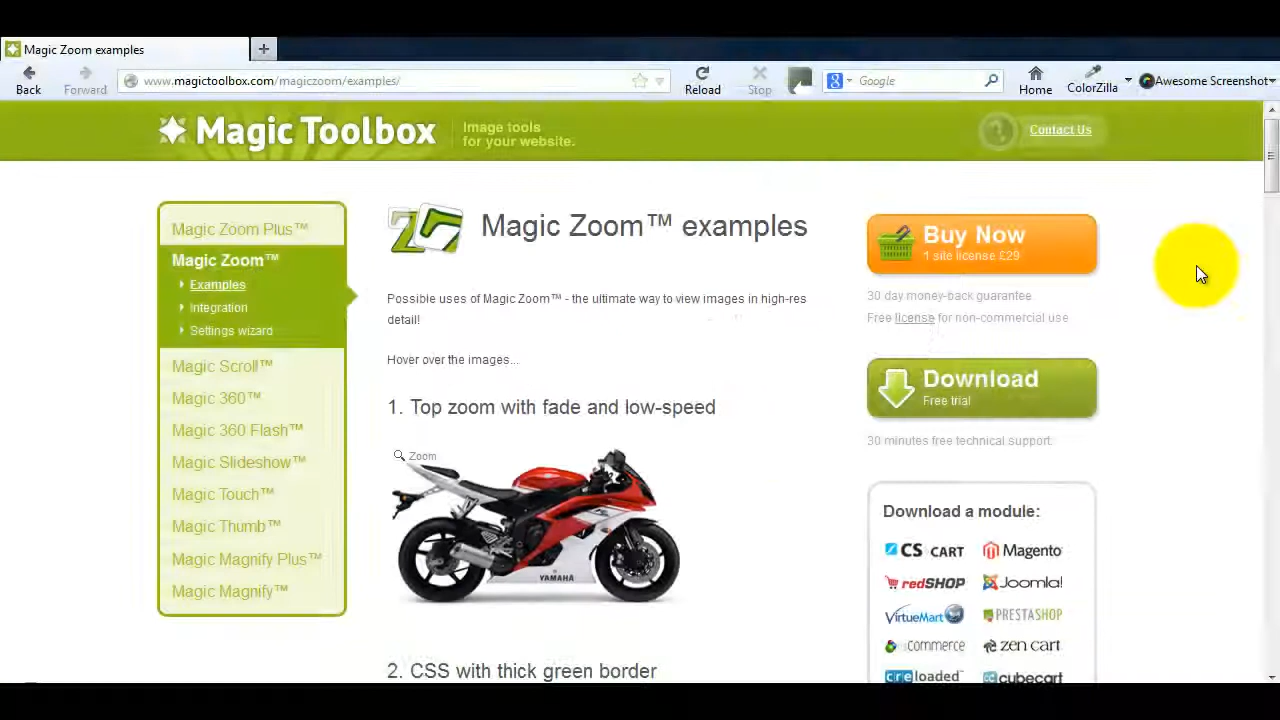 Magic Zoom examples
+
Back
Forward
www.magictoolbox.com/magiczoom/examples/
Reload
Stop
Google
Home
ColorZilla
Awesome Screenshot
Magic Toolbox
Image tools
for your website.
Contact Us
Magic Zoom Plus™
Magic Zoom™
Examples
Integration
Settings wizard
Magic Scroll™
Magic 360™
Magic 360 Flash™
Magic Slideshow™
Magic Touch™
Magic Thumb™
Magic Magnify Plus™
Magic Magnify™
Magic Zoom™ examples
Possible uses of Magic Zoom™ - the ultimate way to view images in high-res
detail!
Hover over the images...
1. Top zoom with fade and low-speed
Zoom
YAMAHA
2. CSS with thick green border
Buy Now
1 site license £29
30 day money-back guarantee
Free license for non-commercial use
Download
Free trial
30 minutes free technical support
Download a module:
CS CART
Magento
redSHOP
Joomla!
VirtueMart
PRESTASHOP
commerce
zen cart
creloaded
cubecart